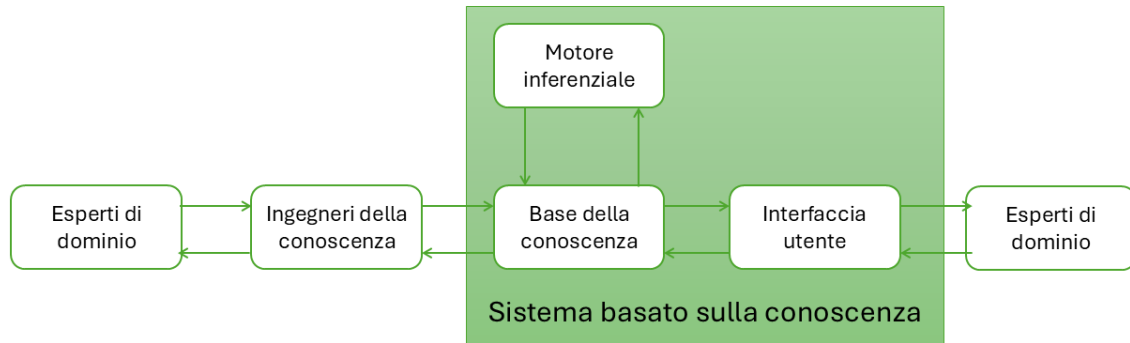 Motore
inferenziale
Esperti di
dominio
Ingegneri della
conoscenza
Base della
conoscenza
Interfaccia
utente
Esperti di
dominio
Sistema basato sulla conoscenza